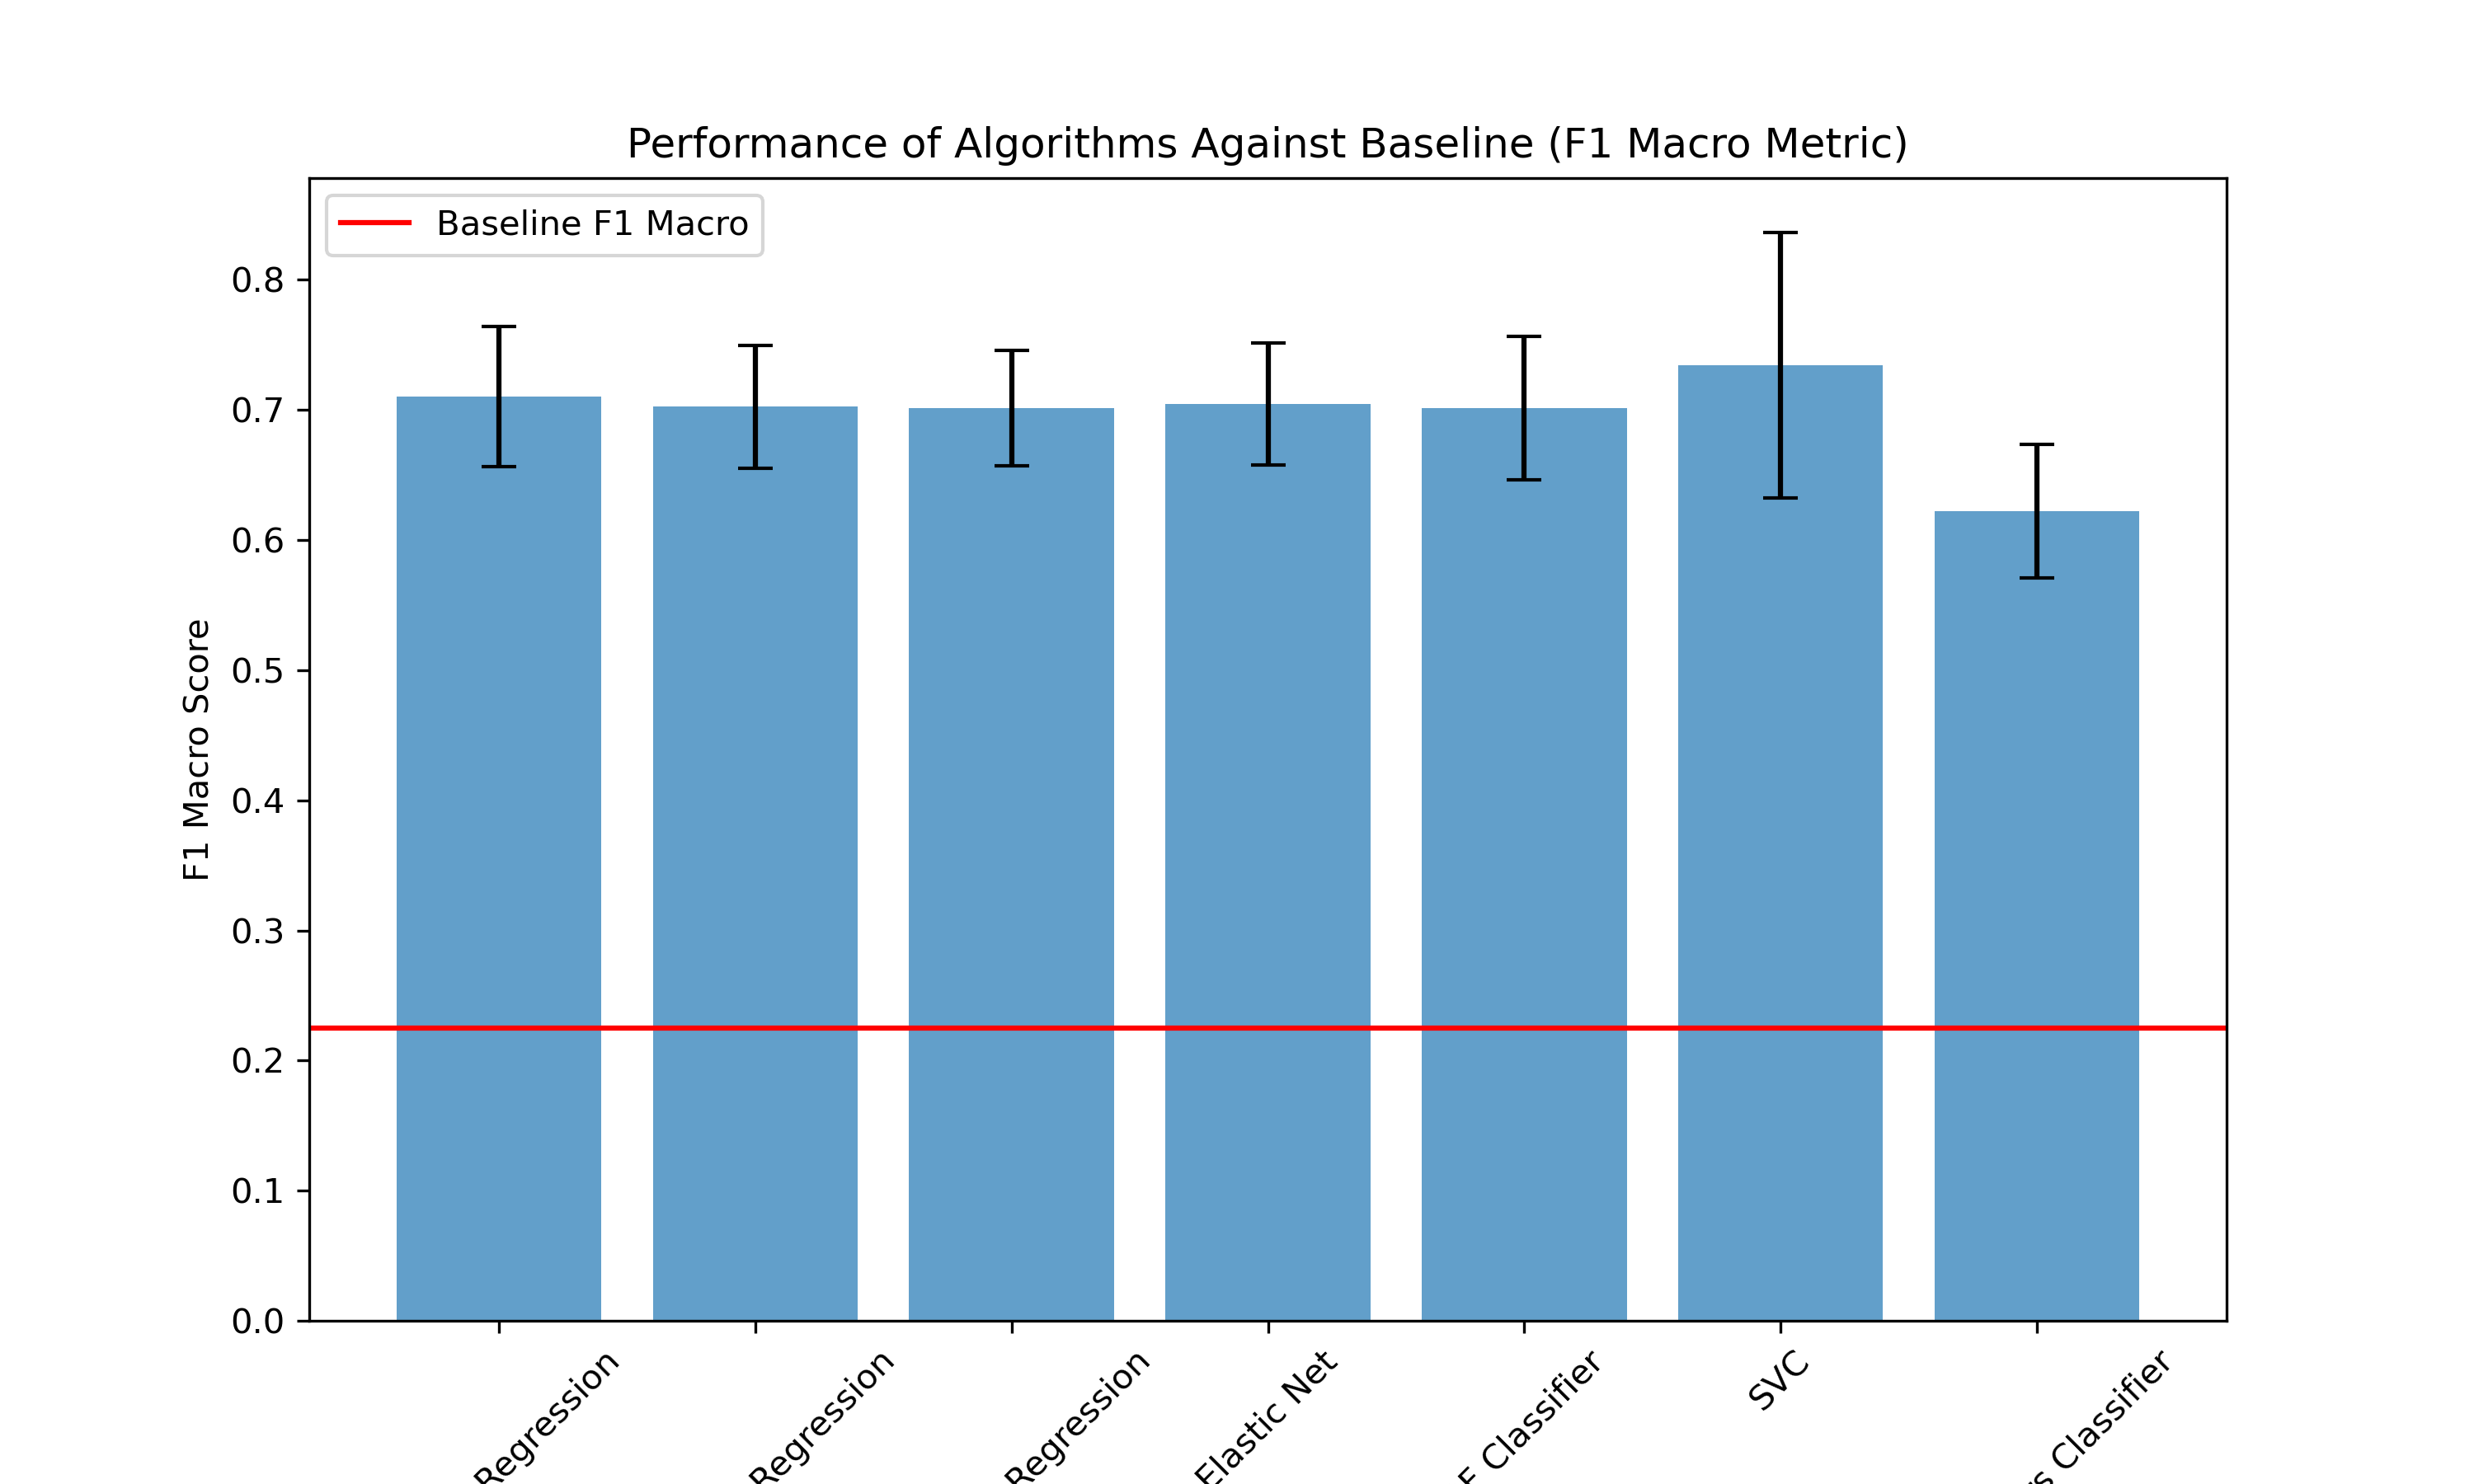 Performance of Algorithms Against Baseline (F1 Macro Metric)
Baseline F1 Macro
F1 Macro Score
0.8
0.7
0.6
0.5
0.4
0.3
0.2
0.1
0.0
Regression
Regression
Regression
Elastic Net
F Classifier
SVC
Classifier